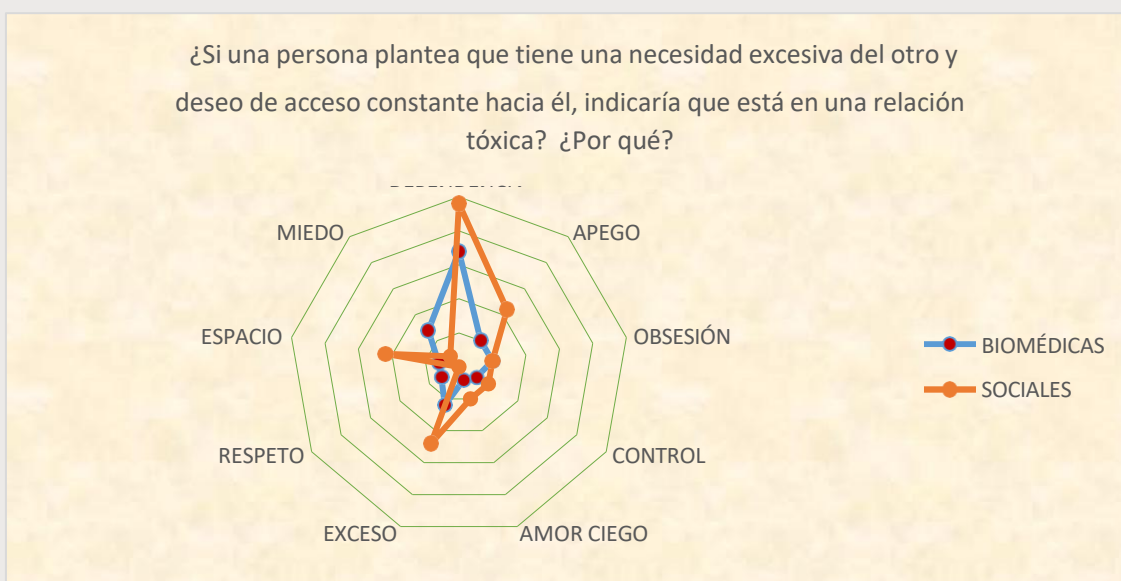 ¿Si una persona plantea que tiene una necesidad excesiva del otro y
deseo de acceso constante hacia él, indicaría que está en una relación
tóxica? ¿Por qué?
MIEDO
APEGO
ESPACIO
OBSESIÓN
BIOMÉDICAS
SOCIALES
RESPETO
CONTROL
EXCESO
AMOR CIEGO